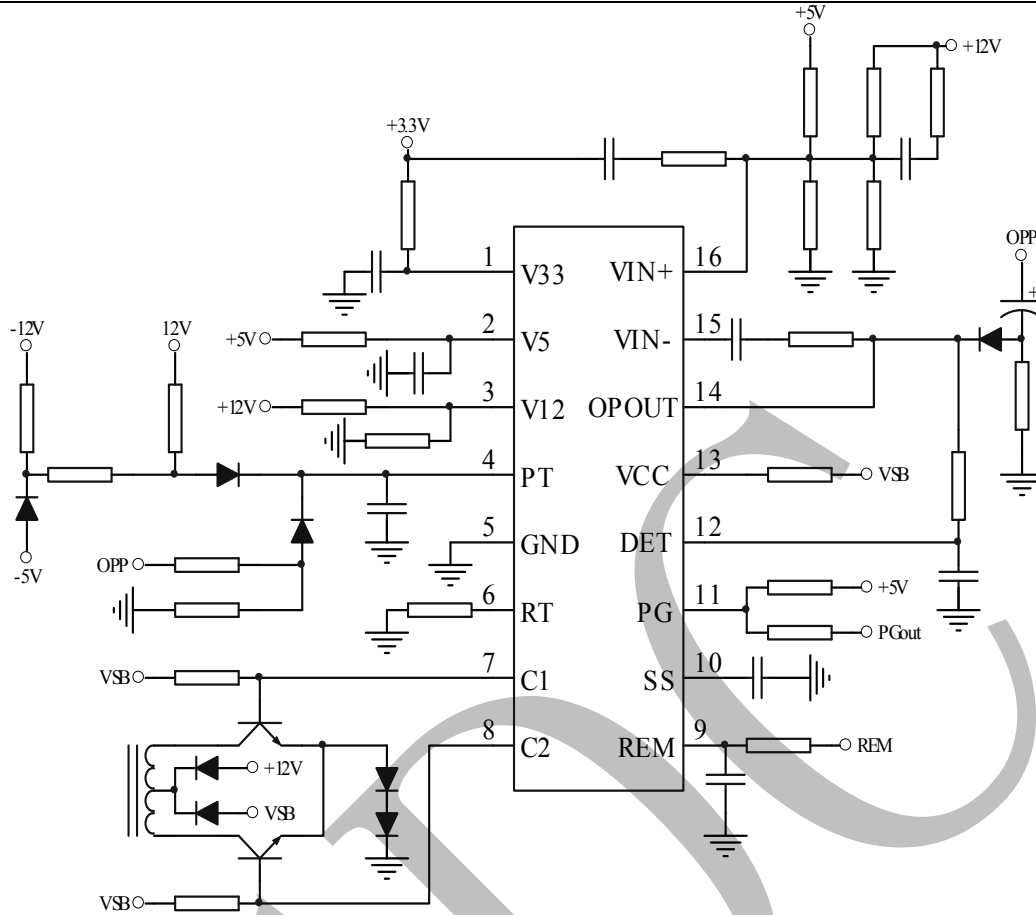 +5V
+12V
+3.3V
OPP
+
1 V33 VIN+ 16
-12V 12V
+5V 2 V5 VIN- 15
+12V 3 V12 OPOUT 14
4 PT VCC 13 VSB
5 GND DET 12
-5V
OPP
6 RT PG 11 +5V
PGout
VSB 7 C1 SS 10
8 C2 REM 9 REM
+12V
VSB
VSB